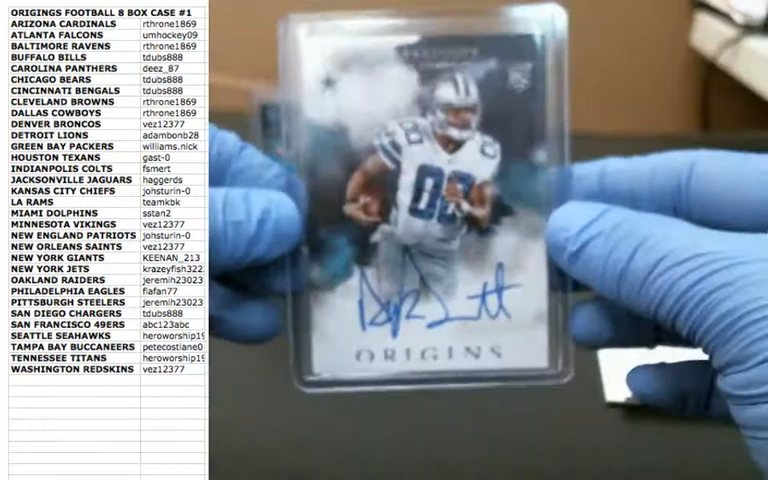 ORIGINGS FOOTBALL 8 BOX CASE #1
ARIZONA CARDINALS rthrone1869
ATLANTA FALCONS umhockey09
BALTIMORE RAVENS rthrone1869
BUFFALO BILLS tdubs888
CAROLINA PANTHERS deez_87
CHICAGO BEARS tdubs888
CINCINNATI BENGALS tdubs888
CLEVELAND BROWNS rthrone1869
DALLAS COWBOYS rthrone1869
DENVER BRONCOS vez12377
DETROIT LIONS adambonb28
GREEN BAY PACKERS williams.nick
HOUSTON TEXANS gast-0
INDIANPOLIS COLTS fsmert
JACKSONVILLE JAGUARS haggerds
KANSAS CITY CHIEFS johsturin-0
LA RAMS teamkbk
MIAMI DOLPHINS sstan2
MINNESOTA VIKINGS vez12377
NEW ENGLAND PATRIOTS johsturin-0
NEW ORLEANS SAINTS vez12377
NEW YORK GIANTS KEENAN_213
NEW YORK JETS krazeyfish322
OAKLAND RAIDERS jeremih23023
PHILADELPHIA EAGLES flafan77
PITTSBURGH STEELERS jeremih23023
SAN DIEGO CHARGERS tdubs888
SAN FRANCISCO 49ERS abc123abc
SEATTLE SEAHAWKS heroworship19
TAMPA BAY BUCCANEERS petecostiane0
TENNESSEE TITANS heroworship19
WASHINGTON REDSKINS vez12377
RC
00
ORIGINS